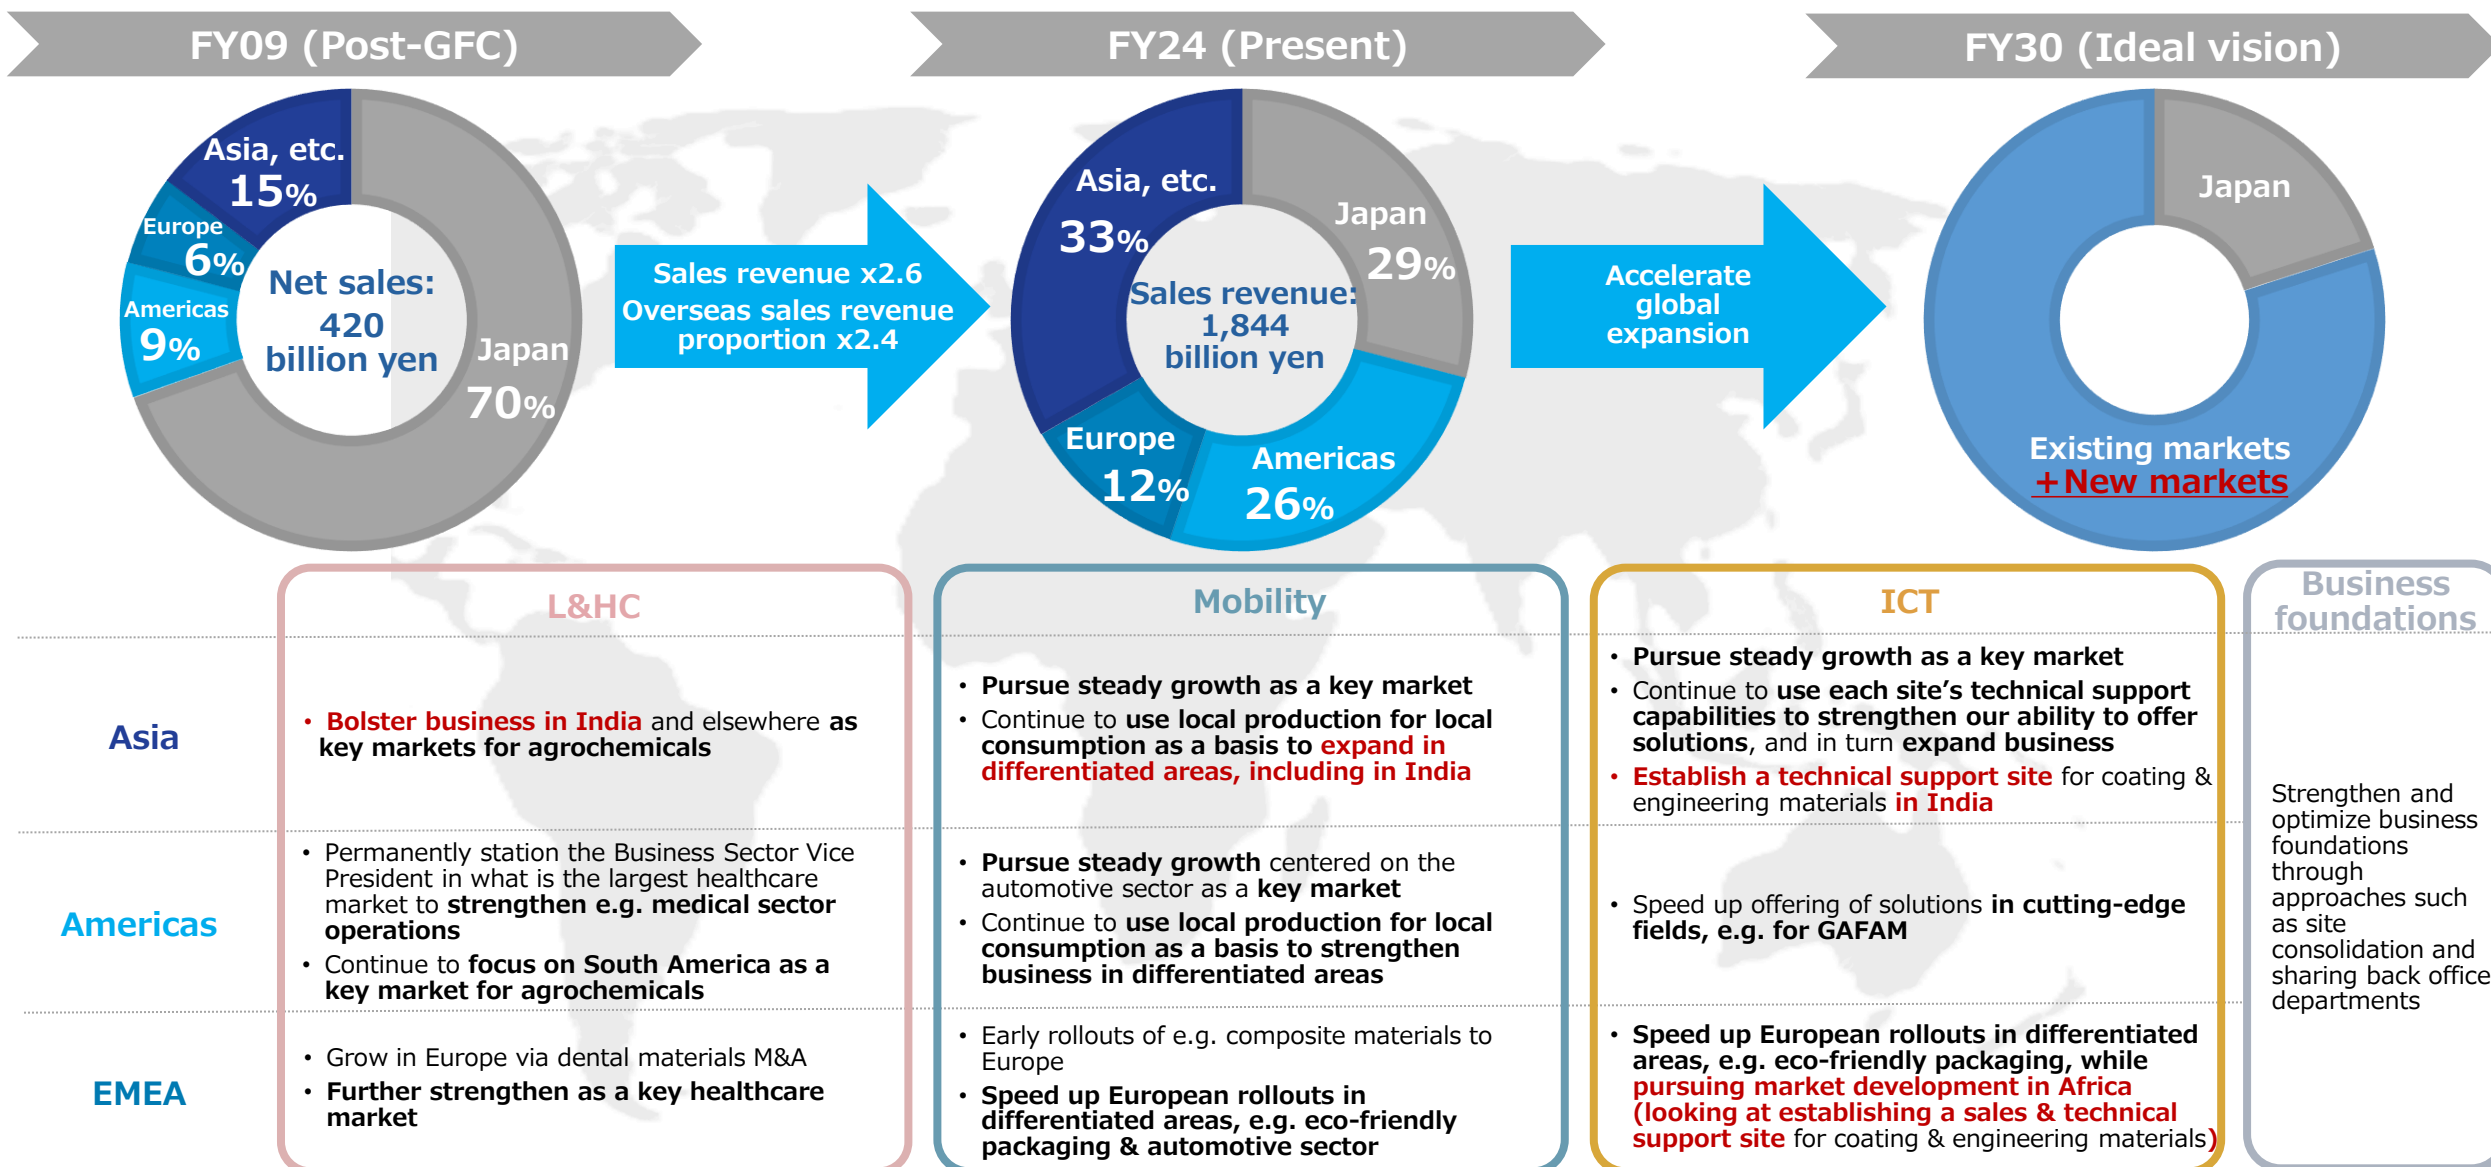 FY09 (Post-GFC)
FY24 (Present)
FY30 (Ideal vision)
Asia, etc.
15%
Europe
6%
Americas
9%
Net sales:
420
billion yen
Japan
70%
Sales revenue x2.6
Overseas sales revenue
proportion x2.4
Asia, etc.
33%
Japan
29%
Sales revenue:
1,844
billion yen
Europe
12%
Americas
26%
Accelerate
global
expansion
Japan
Existing markets
+New markets
L&HC
Mobility
ICT
Business
foundations
Asia
• Bolster business in India and elsewhere as
key markets for agrochemicals
• Pursue steady growth as a key market
• Continue to use local production for local
consumption as a basis to expand in
differentiated areas, including in India
• Pursue steady growth as a key market
• Continue to use each site's technical support
capabilities to strengthen our ability to offer
solutions, and in turn expand business
• Establish a technical support site for coating &
engineering materials in India
Americas
• Permanently station the Business Sector Vice
President in what is the largest healthcare
market to strengthen e.g. medical sector
operations
• Continue to focus on South America as a
key market for agrochemicals
• Pursue steady growth centered on the
automotive sector as a key market
• Continue to use local production for local
consumption as a basis to strengthen
business in differentiated areas
• Speed up offering of solutions in cutting-edge
fields, e.g. for GAFAM
EMEA
• Grow in Europe via dental materials M&A
• Further strengthen as a key healthcare
market
• Early rollouts of e.g. composite materials to
Europe
• Speed up European rollouts in
differentiated areas, e.g. eco-friendly
packaging & automotive sector
• Speed up European rollouts in differentiated
areas, e.g. eco-friendly packaging, while
pursuing market development in Africa
(looking at establishing a sales & technical
support site for coating & engineering materials)
Strengthen and
optimize business
foundations
through
approaches such
as site
consolidation and
sharing back office
departments